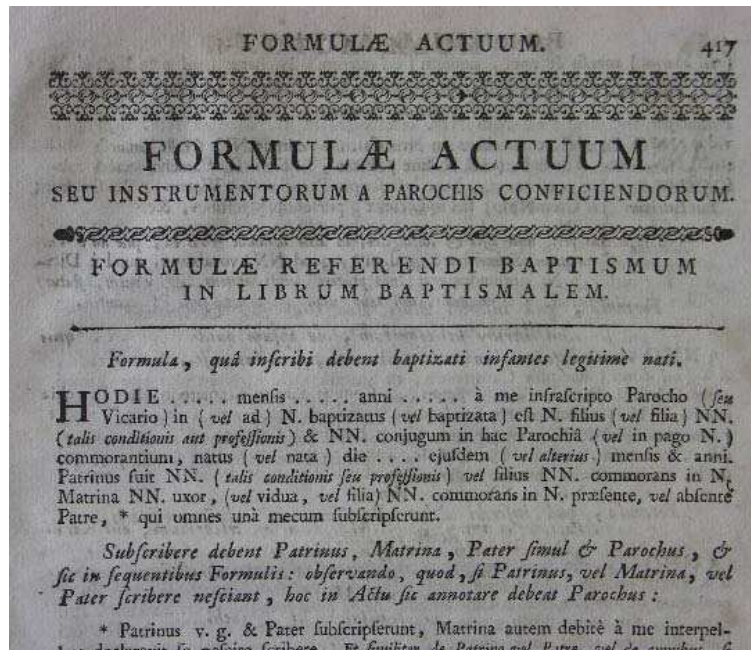 FORMULÆ ACTUUM. 417
FORMULÆ ACTUUM
SEU INSTRUMENTORUM A PAROCHIS CONFICIENDORUM.
FORMULÆ REFERENDI BAPTISMUM
IN LIBRUM BAPTISMALEM.
Formula, quâ inſcribi debent baptizati infantes legitimè nati.
HODIE . . . . . menſis . . . . . anni . . . . . à me infraſcripto Parocho (ſeu
Vicario) in (vel ad) N. baptizatus (vel baptizata) eſt N. filius (vel filia) NN.
(talis conditionis aut profeſſionis) & NN. conjugum in hac Parochiâ (vel in pago N.)
commorantium, natus (vel nata) die . . . . ejuſdem (vel alterius) menſis & anni.
Patrinus fuit NN. (talis conditionis ſeu profeſſionis) vel filius NN. commorans in N.
Matrina NN. uxor, (vel vidua, vel filia) NN. commorans in N. præſente, vel abſente
Patre, * qui omnes unà mecum ſubſcripſerunt.
Subſcribere debent Patrinus, Matrina, Pater ſimul & Parochus, &
ſic in ſequentibus Formulis: obſervando, quod, ſi Patrinus, vel Matrina, vel
Pater ſcribere neſciant, hoc in Actu ſic annotare debeat Parochus:
* Patrinus v. g. & Pater ſubſcripſerunt, Matrina autem debitè à me interpel-